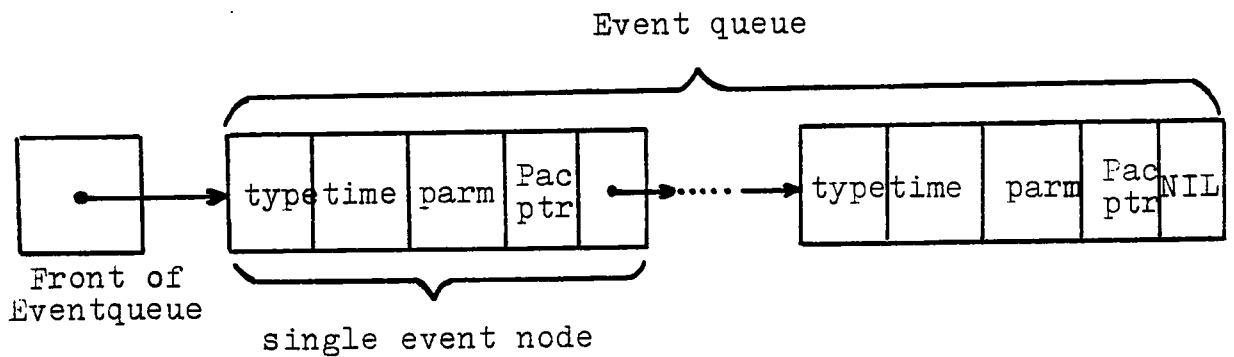 Event queue
type time parm Pac ptr
type time parm Pac ptr NIL
Front of
Eventqueue
single event node